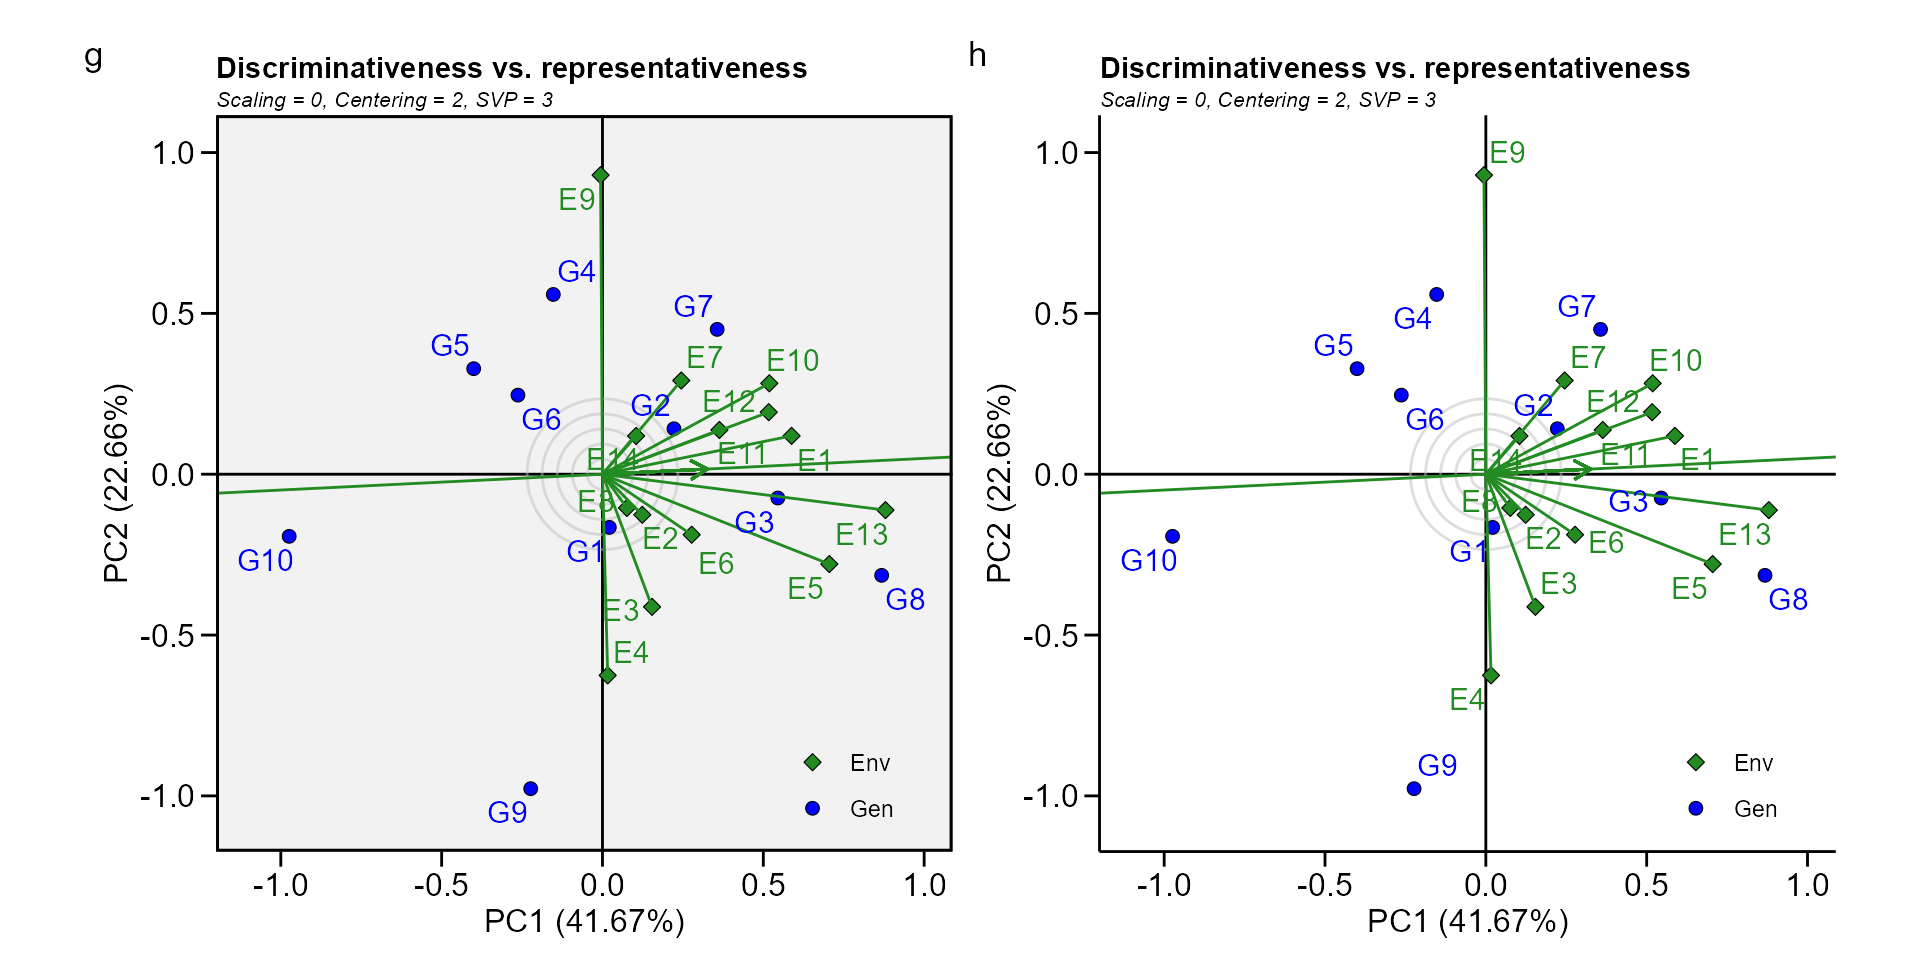 g
Discriminativeness vs. representativeness
Scaling = 0, Centering = 2, SVP = 3
1.0
0.5
0.0
-0.5
-1.0
PC2 (22.66%)
E9
G4
G7
G5
E7
E10
G2
E12
G6
E14
E11
E1
E8
G3
G1
E2
E13
G10
E6
E5
G8
E3
E4
G9
Env
Gen
-1.0
-0.5
0.0
0.5
1.0
PC1 (41.67%)
h
Discriminativeness vs. representativeness
Scaling = 0, Centering = 2, SVP = 3
1.0
0.5
0.0
-0.5
-1.0
PC2 (22.66%)
E9
G7
G4
G5
E7
E10
G2
E12
G6
E14
E11
E1
E8
G3
G1
E2
E6
E13
G10
E3
E5
G8
E4
G9
Env
Gen
-1.0
-0.5
0.0
0.5
1.0
PC1 (41.67%)